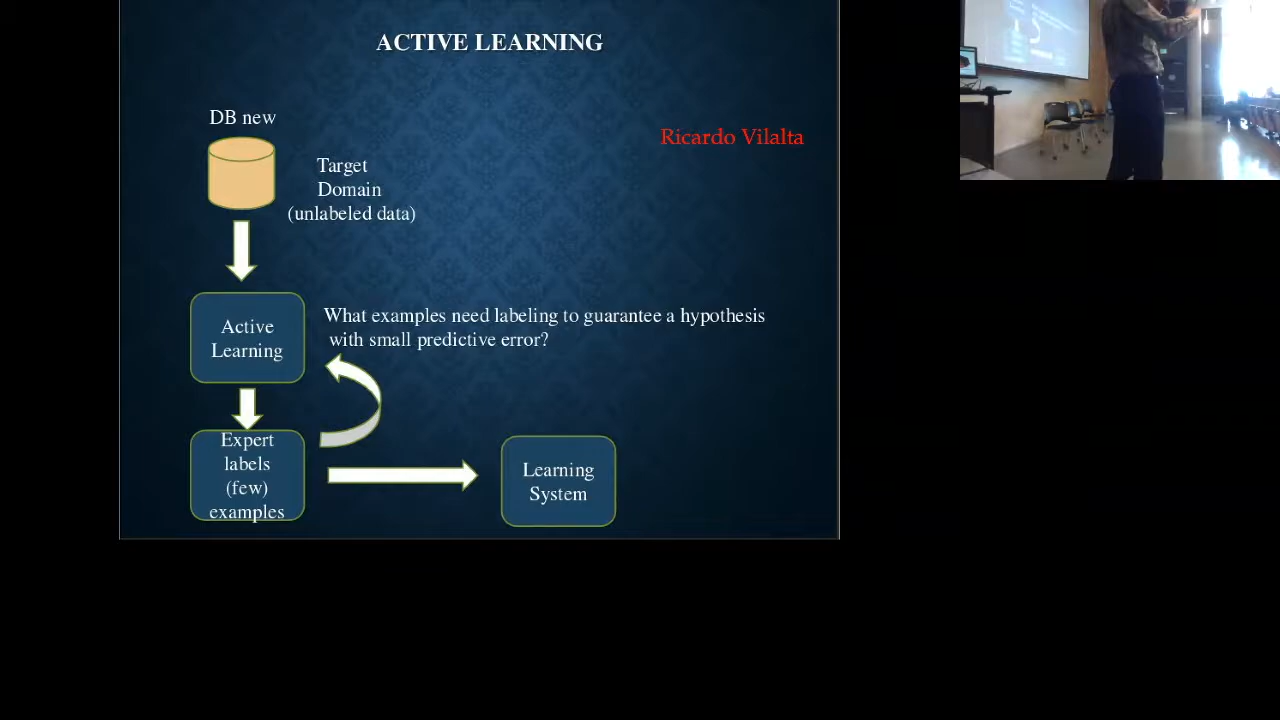 ACTIVE LEARNING
DB new
Ricardo Vilalta
Target
Domain
(unlabeled data)
Active
Learning
What examples need labeling to guarantee a hypothesis
with small predictive error?
Expert
labels
(few)
examples
Learning
System